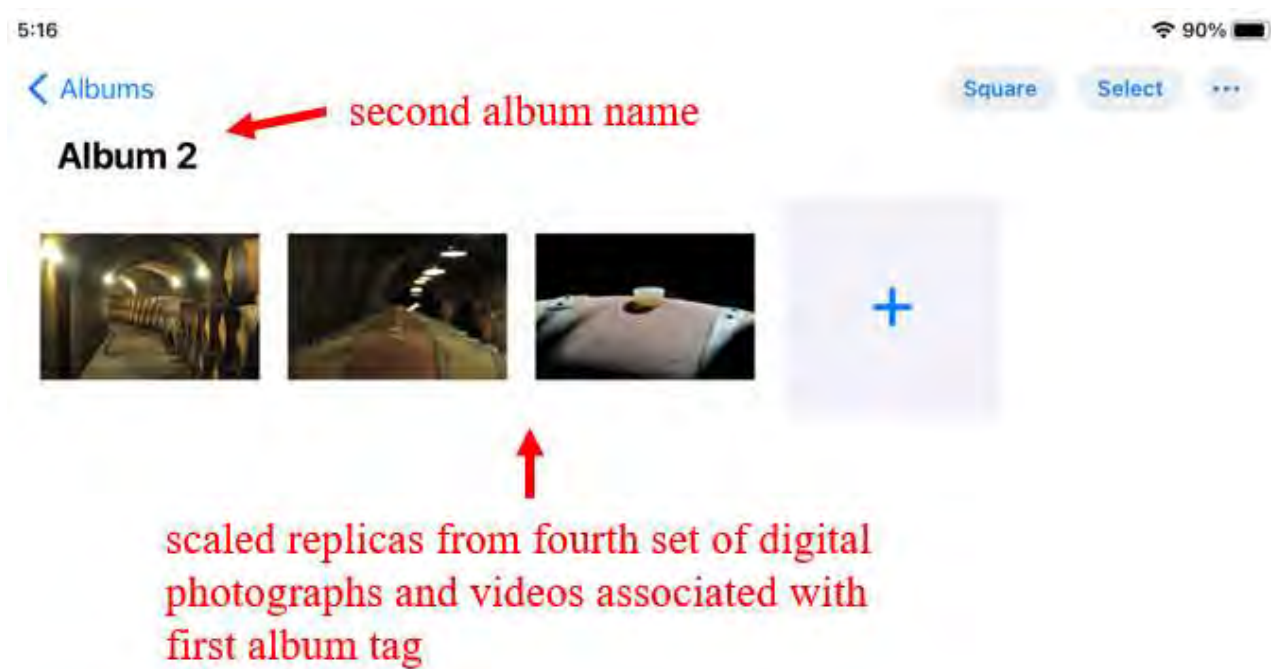 5:16 90%
Albums Square Select ...
second album name
Album 2
+
scaled replicas from fourth set of digital
photographs and videos associated with
first album tag